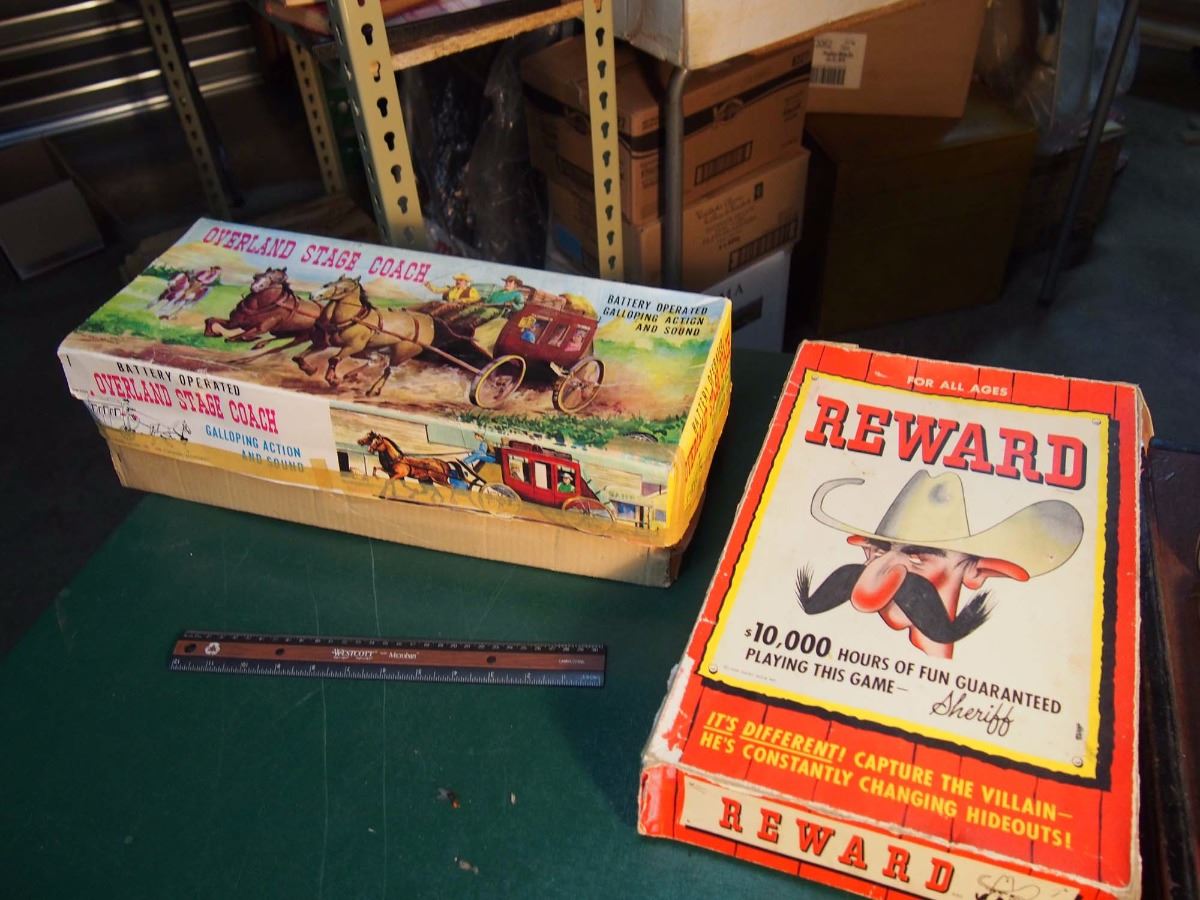 OVERLAND STAGE COACH
BATTERY OPERATED
GALLOPING ACTION
AND SOUND
BATTERY OPERATED
OVERLAND STAGE COACH
GALLOPING ACTION
AND SOUND
BANK
WESTCOTT
Microban
FOR ALL AGES
REWARD
$10,000 HOURS OF FUN GUARANTEED
PLAYING THIS GAME—
Sheriff
IT'S DIFFERENT! CAPTURE THE VILLAIN—
HE'S CONSTANTLY CHANGING HIDEOUTS!
REWARD